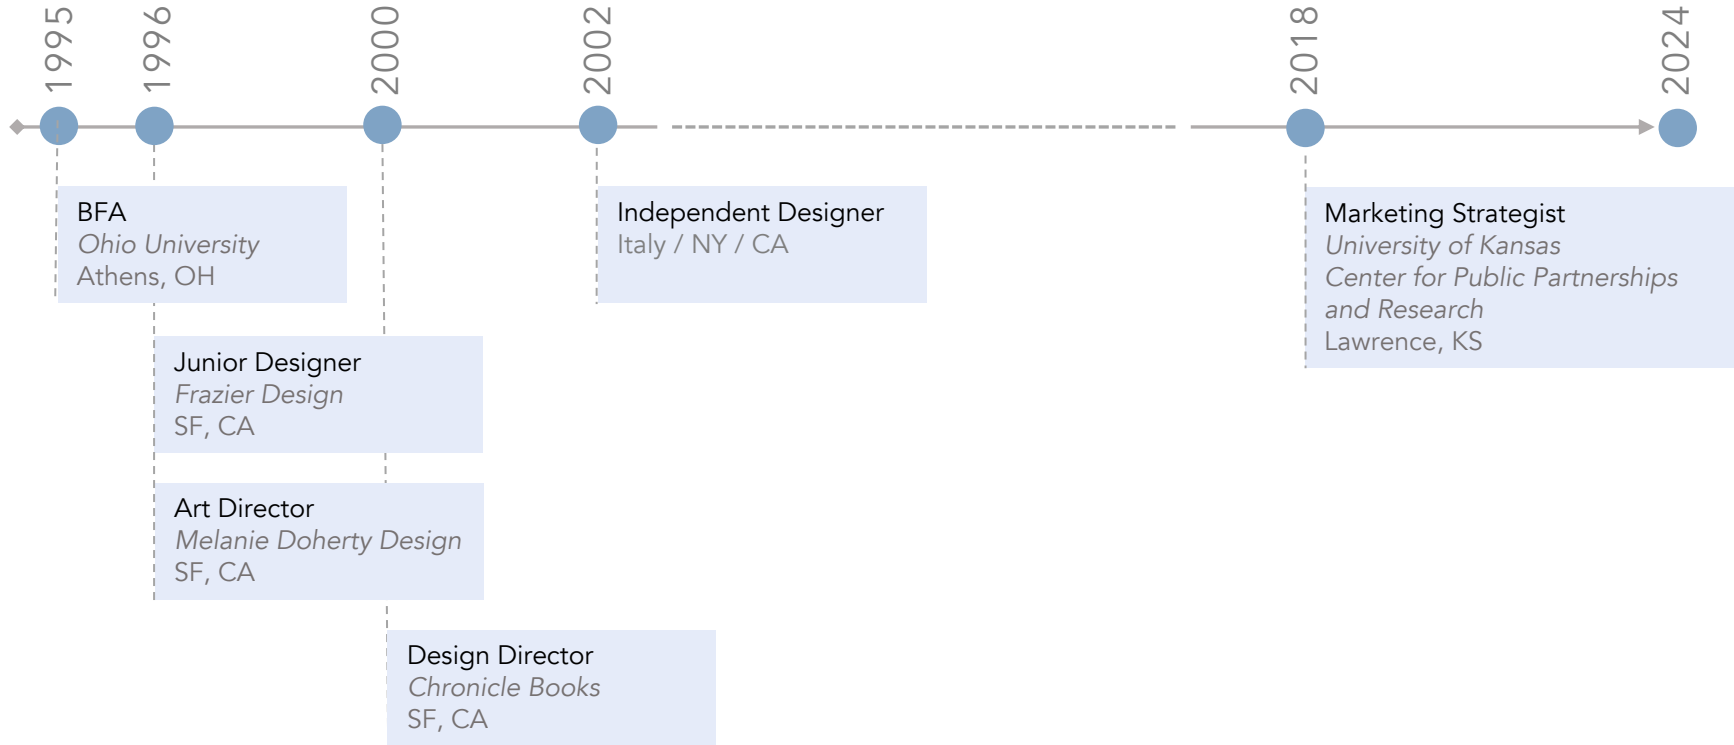 1995
1996
2000
2002
2018
2024
BFA
Ohio University
Athens, OH
Independent Designer
Italy / NY / CA
Marketing Strategist
University of Kansas
Center for Public Partnerships
and Research
Lawrence, KS
Junior Designer
Frazier Design
SF, CA
Art Director
Melanie Doherty Design
SF, CA
Design Director
Chronicle Books
SF, CA